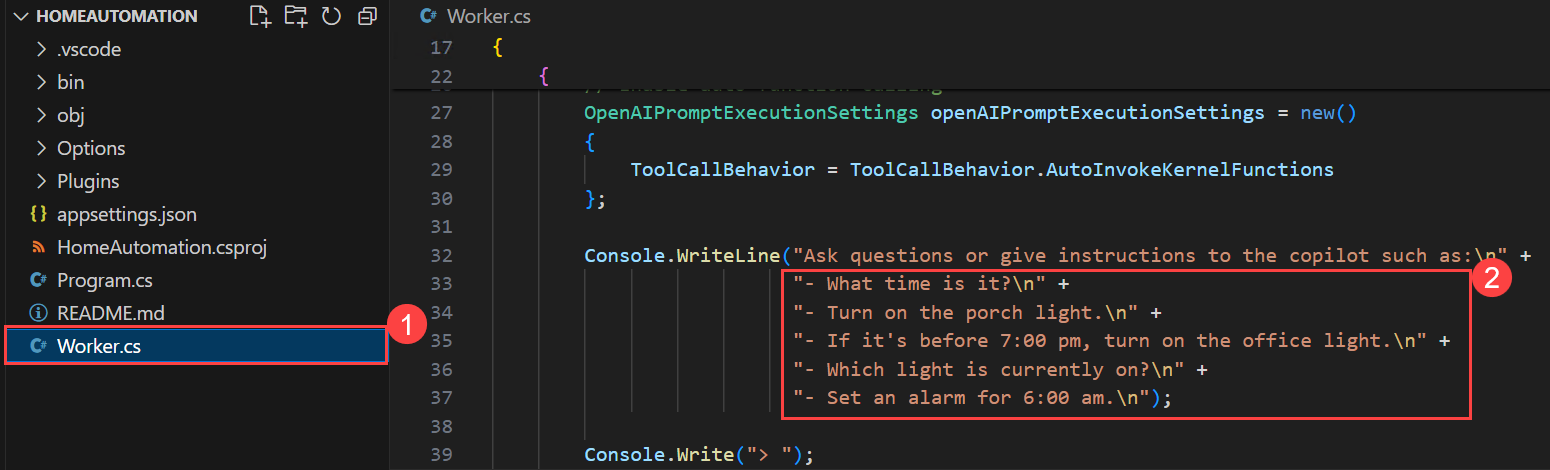 HOMEAUTOMATION
.vscode
bin
obj
Options
Plugins
{} appsettings.json
HomeAutomation.csproj
C# Program.cs
README.md
C# Worker.cs
1
C# Worker.cs
17 {
22 {
27 OpenAIPromptExecutionSettings openAIPromptExecutionSettings = new()
28 {
29 ToolCallBehavior = ToolCallBehavior.AutoInvokeKernelFunctions
30 };
31
32 Console.WriteLine("Ask questions or give instructions to the copilot such as:\n" +
33 "- What time is it?\n" +
34 "- Turn on the porch light.\n" +
35 "- If it's before 7:00 pm, turn on the office light.\n" +
36 "- Which light is currently on?\n" +
37 "- Set an alarm for 6:00 am.\n");
38
39 Console.Write("> ");
2